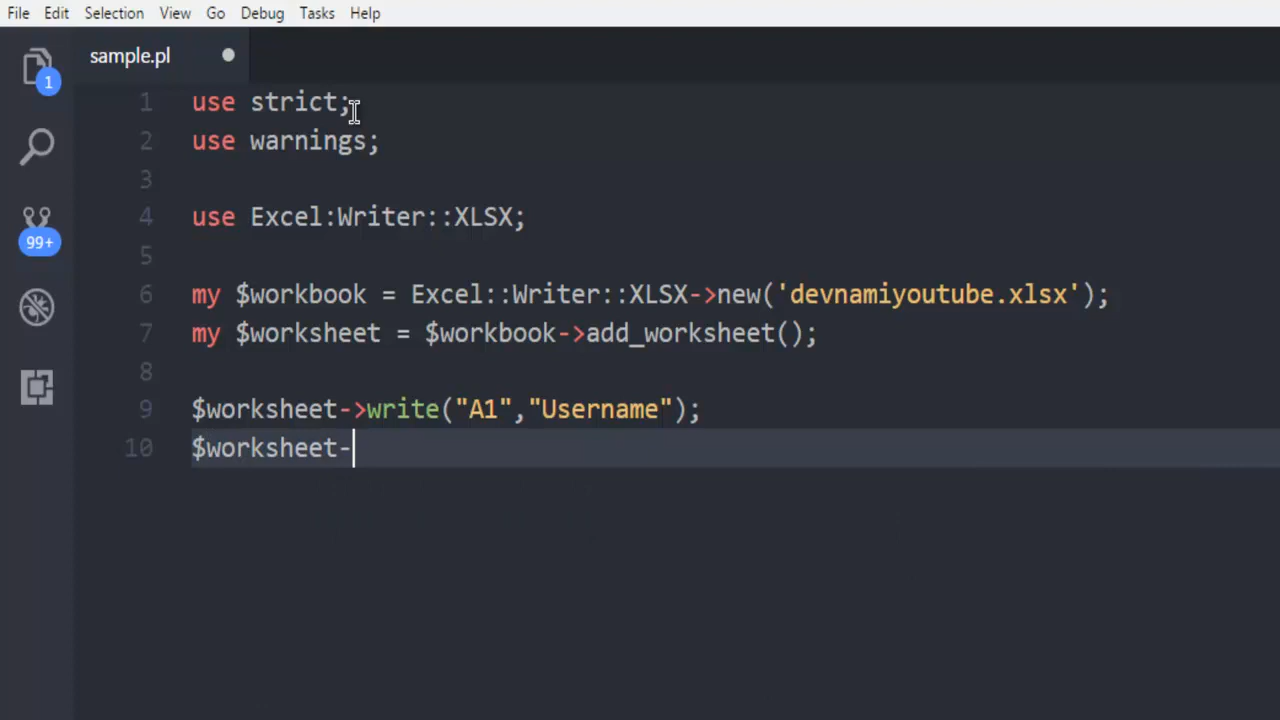 File Edit Selection View Go Debug Tasks Help
sample.pl
1
99+
1 use strict;
2 use warnings;
3
4 use Excel:Writer::XLSX;
5
6 my $workbook = Excel::Writer::XLSX->new('devnamiyoutube.xlsx');
7 my $worksheet = $workbook->add_worksheet();
8
9 $worksheet->write("A1","Username");
10 $worksheet-